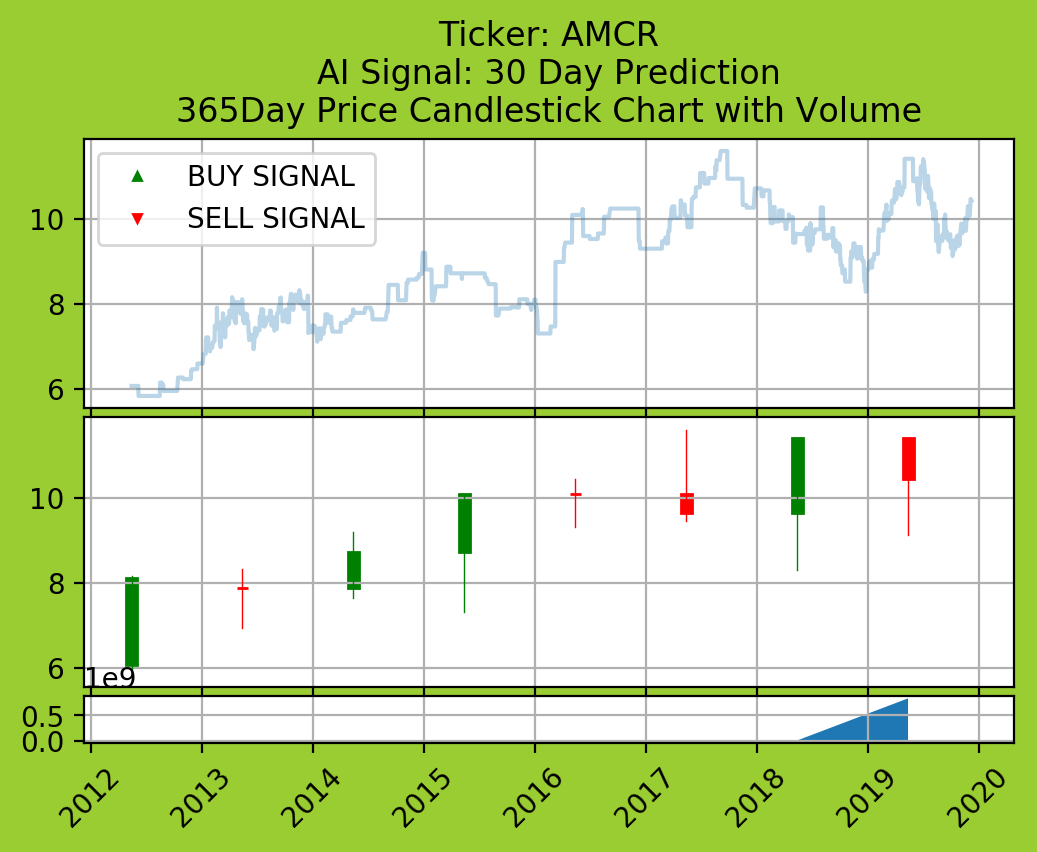 Ticker: AMCR
AI Signal: 30 Day Prediction
365Day Price Candlestick Chart with Volume
BUY SIGNAL
SELL SIGNAL
10
8
6
10
8
6
1e9
0.5
0.0
2012 2013 2014 2015 2016 2017 2018 2019 2020